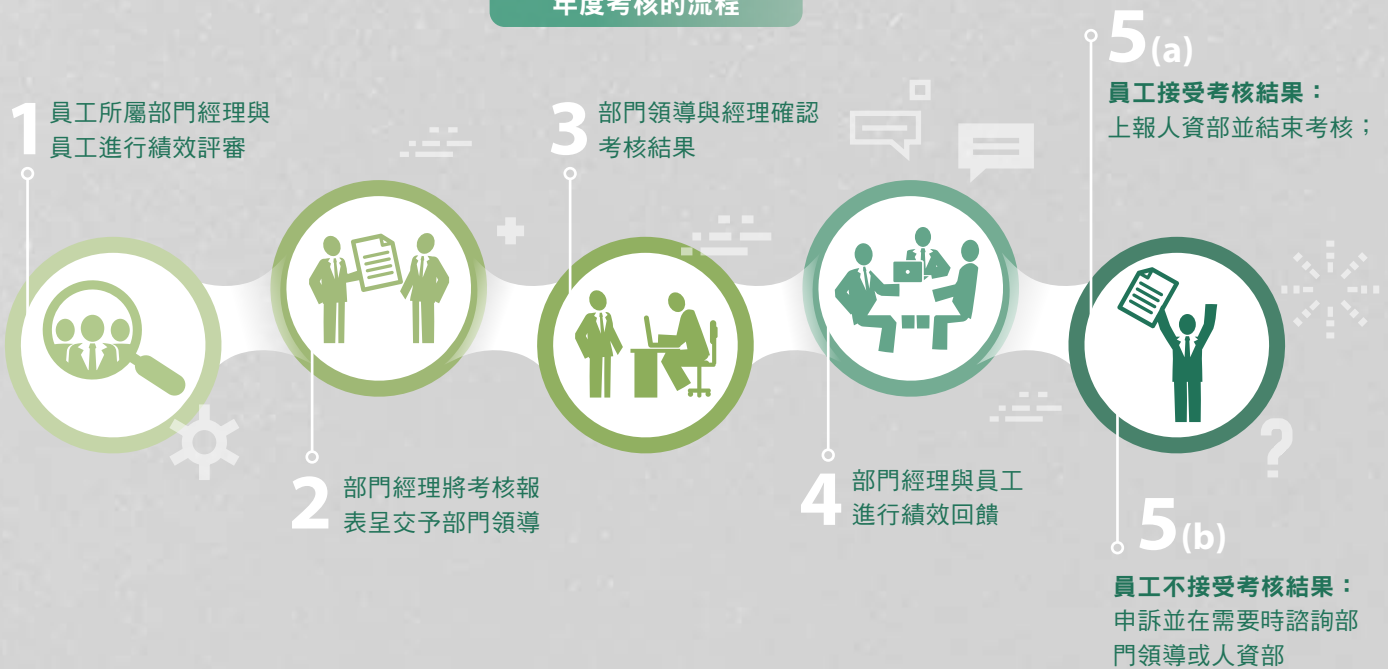 年度考核的流程
1
員工所屬部門經理與
員工進行績效評審
2
部門經理將考核報
表呈交予部門領導
3
部門領導與經理確認
考核結果
4
部門經理與員工
進行績效回饋
5(a)
員工接受考核結果：
上報人資部並結束考核；
5(b)
員工不接受考核結果：
申訴並在需要時諮詢部
門領導或人資部
?